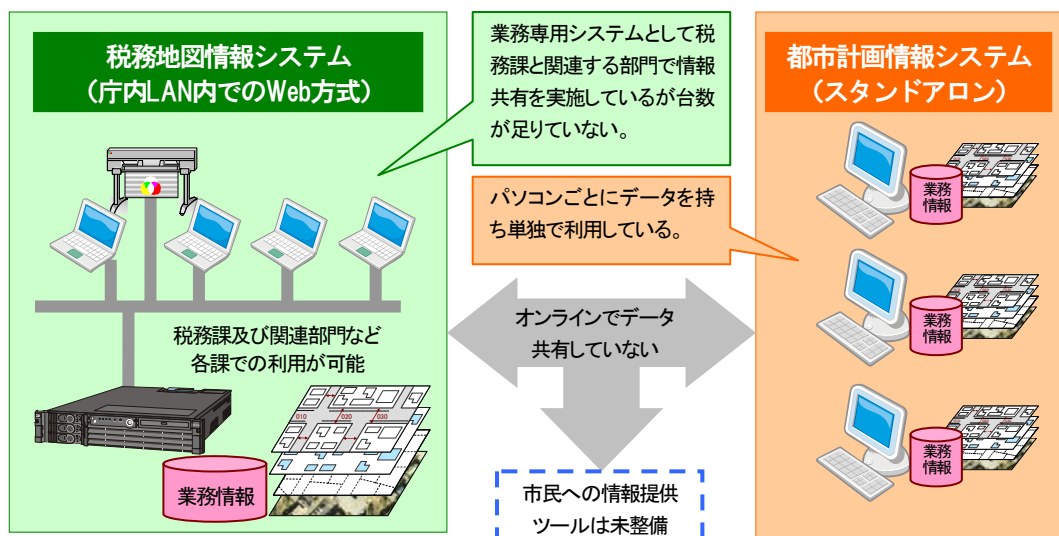 税務地図情報システム
（庁内LAN内でのWeb方式）
業務専用システムとして税
務課と関連する部門で情報
共有を実施しているが台数
が足りていない。
都市計画情報システム
（スタンドアロン）
パソコンごとにデータを持
ち単独で利用している。
業務
情報
業務
情報
業務
情報
オンラインでデータ
共有していない
税務課及び関連部門など
各課での利用が可能
010
020
030
業務情報
市民への情報提供
ツールは未整備